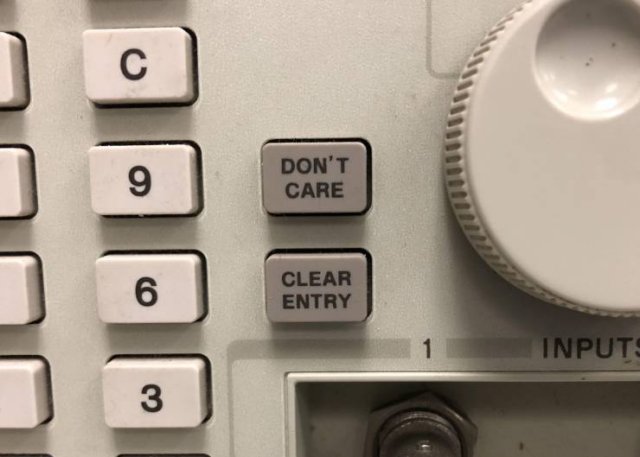 C
9
DON'T
CARE
6
CLEAR
ENTRY
1
INPUTS
3